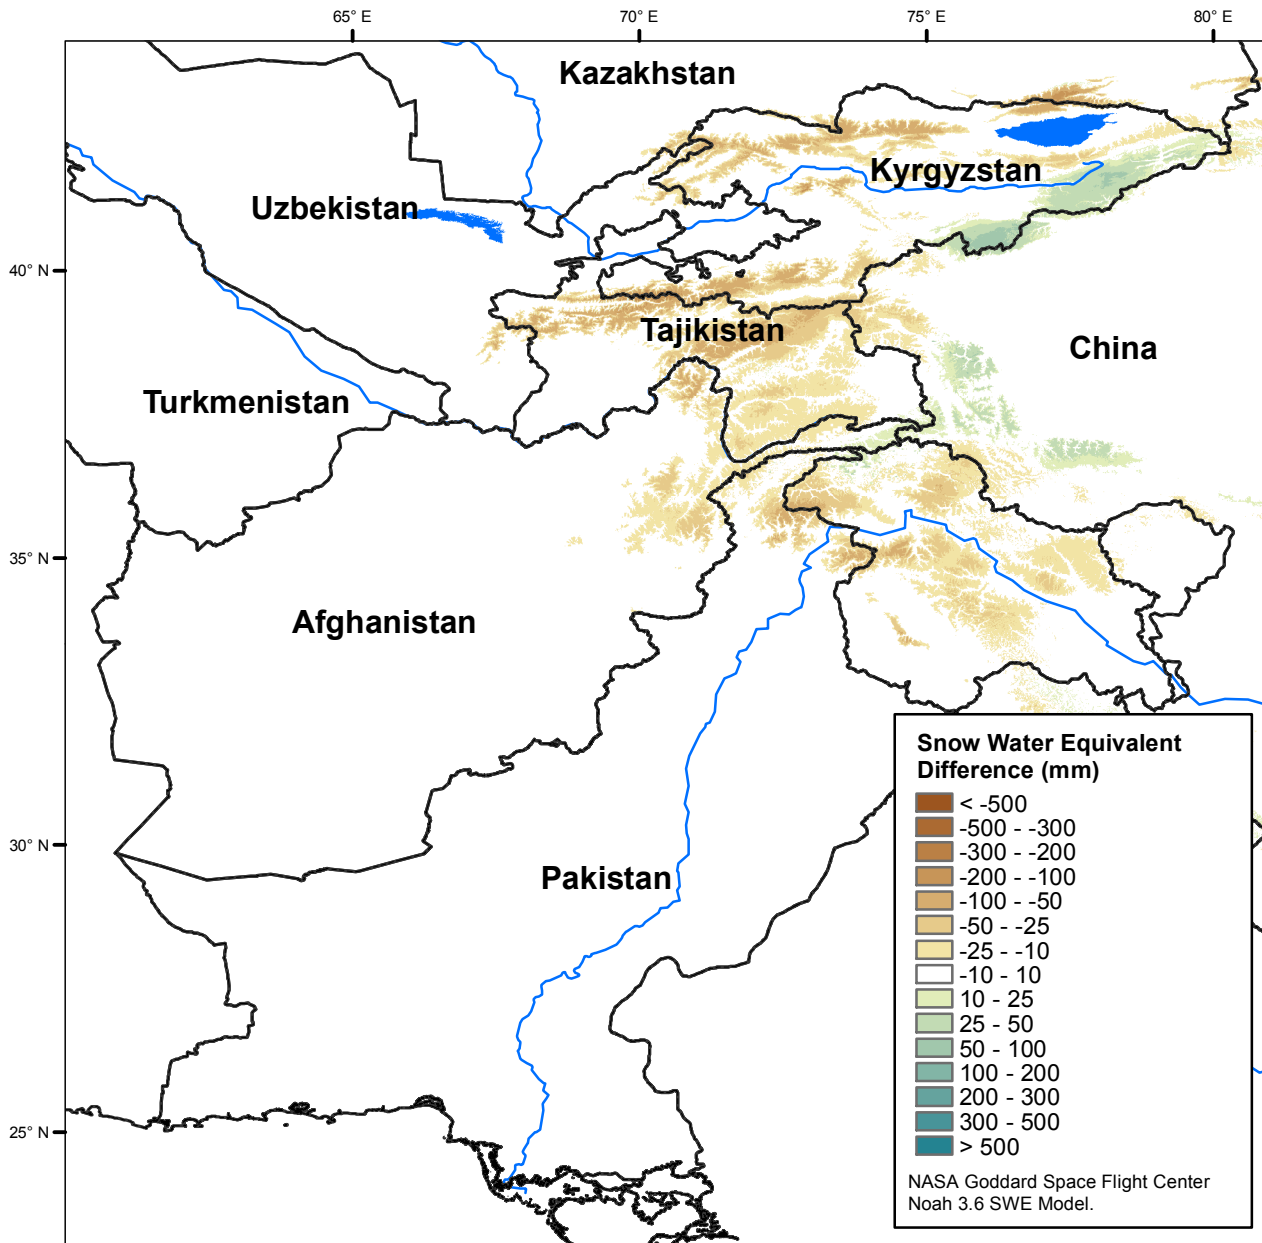 65° E
70° E
75° E
80° E
Kazakhstan
Kyrgyzstan
Uzbekistan
40° N
Tajikistan
China
Turkmenistan
35° N
Afghanistan
Snow Water Equivalent
Difference (mm)
< -500
-500 - -300
-300 - -200
-200 - -100
-100 - -50
-50 - -25
-25 - -10
-10 - 10
10 - 25
25 - 50
50 - 100
100 - 200
200 - 300
300 - 500
> 500
30° N
Pakistan
25° N
NASA Goddard Space Flight Center
Noah 3.6 SWE Model.